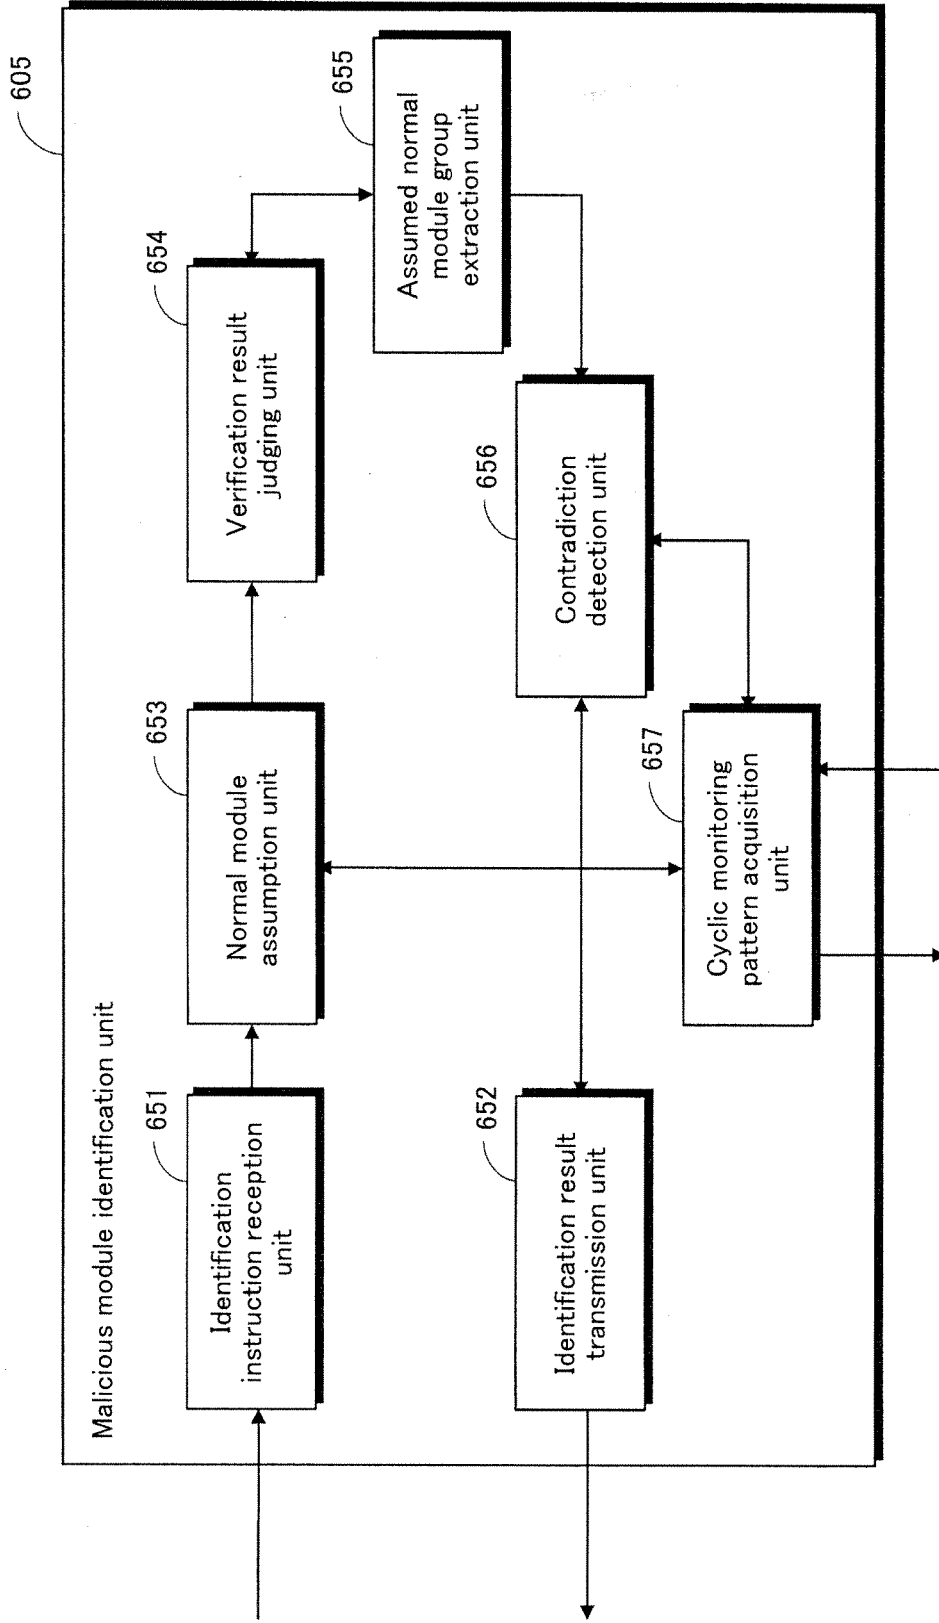 605
Malicious module identification unit
651
Identification
instruction reception
unit
653
Normal module
assumption unit
654
Verification result
judging unit
655
Assumed normal
module group
extraction unit
652
Identification result
transmission unit
656
Contradiction
detection unit
657
Cyclic monitoring
pattern acquisition
unit